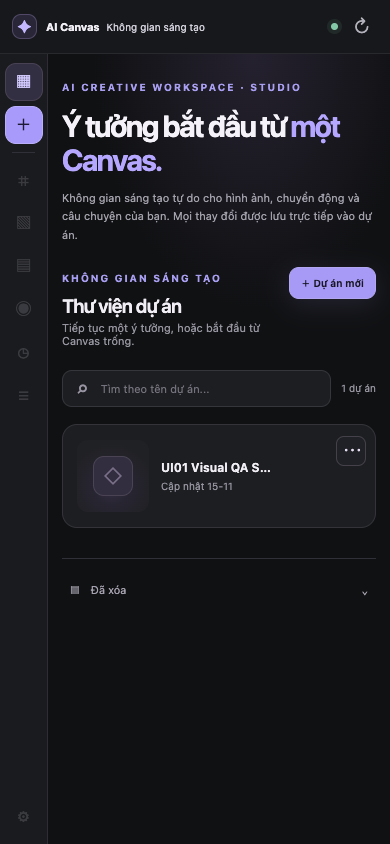 AI Canvas Không gian sáng tạo
AI CREATIVE WORKSPACE · STUDIO
Ý tưởng bắt đầu từ một
Canvas.
Không gian sáng tạo tự do cho hình ảnh, chuyển động và
câu chuyện của bạn. Mọi thay đổi được lưu trực tiếp vào dự
án.
KHÔNG GIAN SÁNG TẠO
+ Dự án mới
Thư viện dự án
Tiếp tục một ý tưởng, hoặc bắt đầu từ
Canvas trống.
Tìm theo tên dự án...
1 dự án
UI01 Visual QA S...
Cập nhật 15-11
Đã xóa